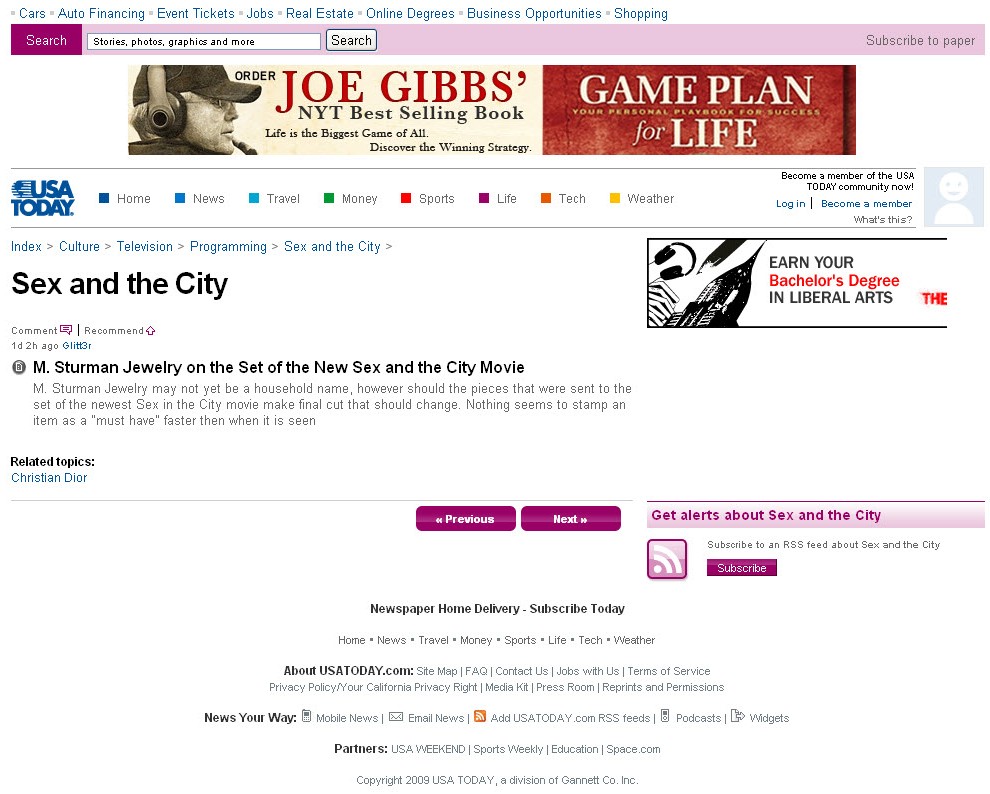 Cars Auto Financing Event Tickets Jobs Real Estate Online Degrees Business Opportunities Shopping
Search Stories, photos, graphics and more Search Subscribe to paper
ORDER JOE GIBBS'
NYT Best Selling Book
Life is the Biggest Game of All.
Discover the Winning Strategy.
GAME PLAN
YOUR PERSONAL PLAYBOOK FOR SUCCESS
for LIFE
USA
TODAY.
Home News Travel Money Sports Life Tech Weather
Become a member of the USA
TODAY community now!
Log in | Become a member
What's this?
Index > Culture > Television > Programming > Sex and the City >
Sex and the City
EARN YOUR
Bachelor's Degree
IN LIBERAL ARTS
THE
Comment | Recommend
1d 2h ago Glitt3r
M. Sturman Jewelry on the Set of the New Sex and the City Movie
M. Sturman Jewelry may not yet be a household name, however should the pieces that were sent to the
set of the newest Sex in the City movie make final cut that should change. Nothing seems to stamp an
item as a "must have" faster then when it is seen
Related topics:
Christian Dior
« Previous Next »
Get alerts about Sex and the City
Subscribe to an RSS feed about Sex and the City
Subscribe
Newspaper Home Delivery - Subscribe Today
Home • News • Travel • Money • Sports • Life • Tech • Weather
About USATODAY.com: Site Map | FAQ | Contact Us | Jobs with Us | Terms of Service
Privacy Policy/Your California Privacy Right | Media Kit | Press Room | Reprints and Permissions
News Your Way: Mobile News | Email News | Add USATODAY.com RSS feeds | Podcasts | Widgets
Partners: USA WEEKEND | Sports Weekly | Education | Space.com
Copyright 2009 USA TODAY, a division of Gannett Co. Inc.